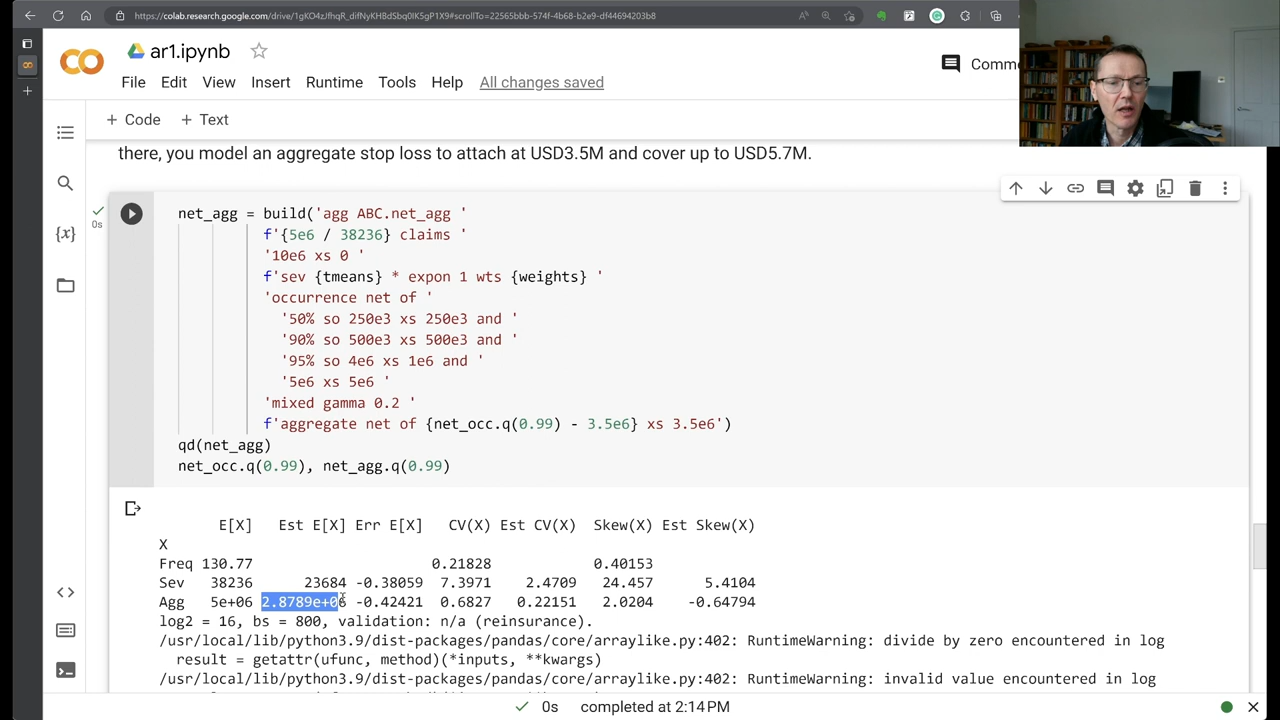 https://colab.research.google.com/drive/1gKO4zJfhqR_difNyKHBdSbq0IKSgP1X9#scrollTo=22565bbb-574f-4b68-b2e9-df44694203b8
ar1.ipynb
File Edit View Insert Runtime Tools Help All changes saved
Comme
+ Code + Text
there, you model an aggregate stop loss to attach at USD3.5M and cover up to USD5.7M.
0s
net_agg = build('agg ABC.net_agg '
f'{5e6 / 38236} claims '
'10e6 xs 0 '
f'sev {tmeans} * expon 1 wts {weights} '
'occurrence net of '
'50% so 250e3 xs 250e3 and '
'90% so 500e3 xs 500e3 and '
'95% so 4e6 xs 1e6 and '
'5e6 xs 5e6 '
'mixed gamma 0.2 '
f'aggregate net of {net_occ.q(0.99) - 3.5e6} xs 3.5e6')
qd(net_agg)
net_occ.q(0.99), net_agg.q(0.99)
E[X] Est E[X] Err E[X] CV(X) Est CV(X) Skew(X) Est Skew(X)
X
Freq 130.77 0.21828 0.40153
Sev 38236 23684 -0.38059 7.3971 2.4709 24.457 5.4104
Agg 5e+06 2.8789e+06 -0.42421 0.6827 0.22151 2.0204 -0.64794
log2 = 16, bs = 800, validation: n/a (reinsurance).
/usr/local/lib/python3.9/dist-packages/pandas/core/arraylike.py:402: RuntimeWarning: divide by zero encountered in log
result = getattr(ufunc, method)(*inputs, **kwargs)
/usr/local/lib/python3.9/dist-packages/pandas/core/arraylike.py:402: RuntimeWarning: invalid value encountered in log
0s completed at 2:14 PM